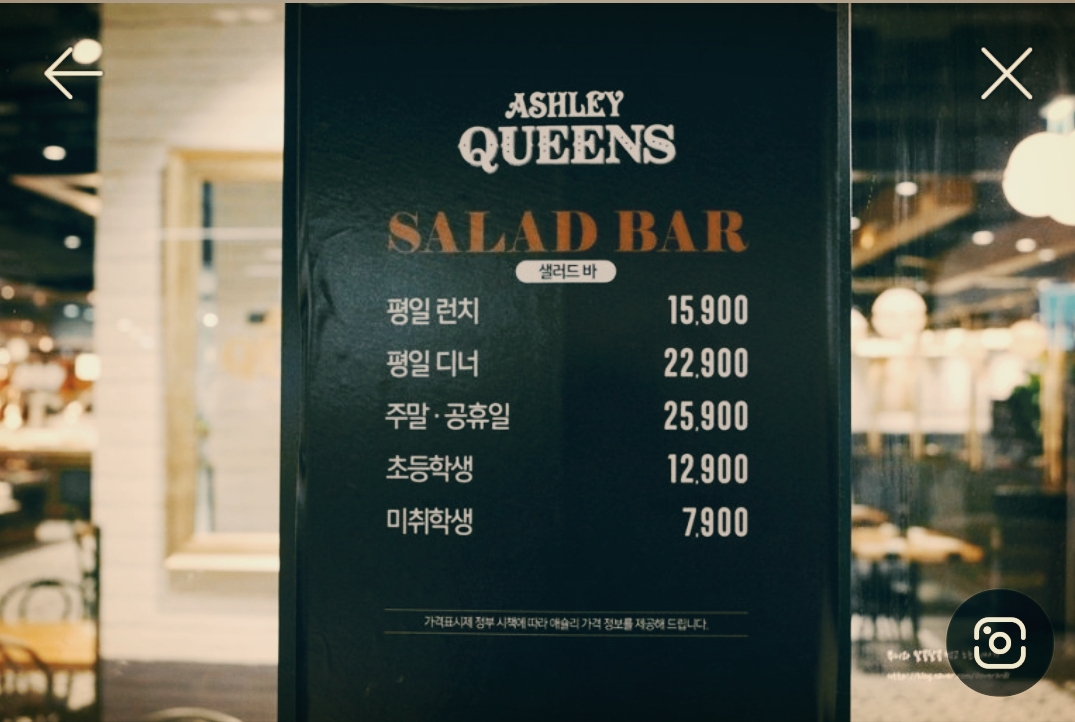 ASHLEY
QUEENS
SALAD BAR
샐러드 바
평일 런치 15,900
평일 디너 22,900
주말 · 공휴일 25,900
초등학생 12,900
미취학생 7,900
가격표시제 정부 시책에 따라 애슐리 가격 정보를 제공해 드립니다.